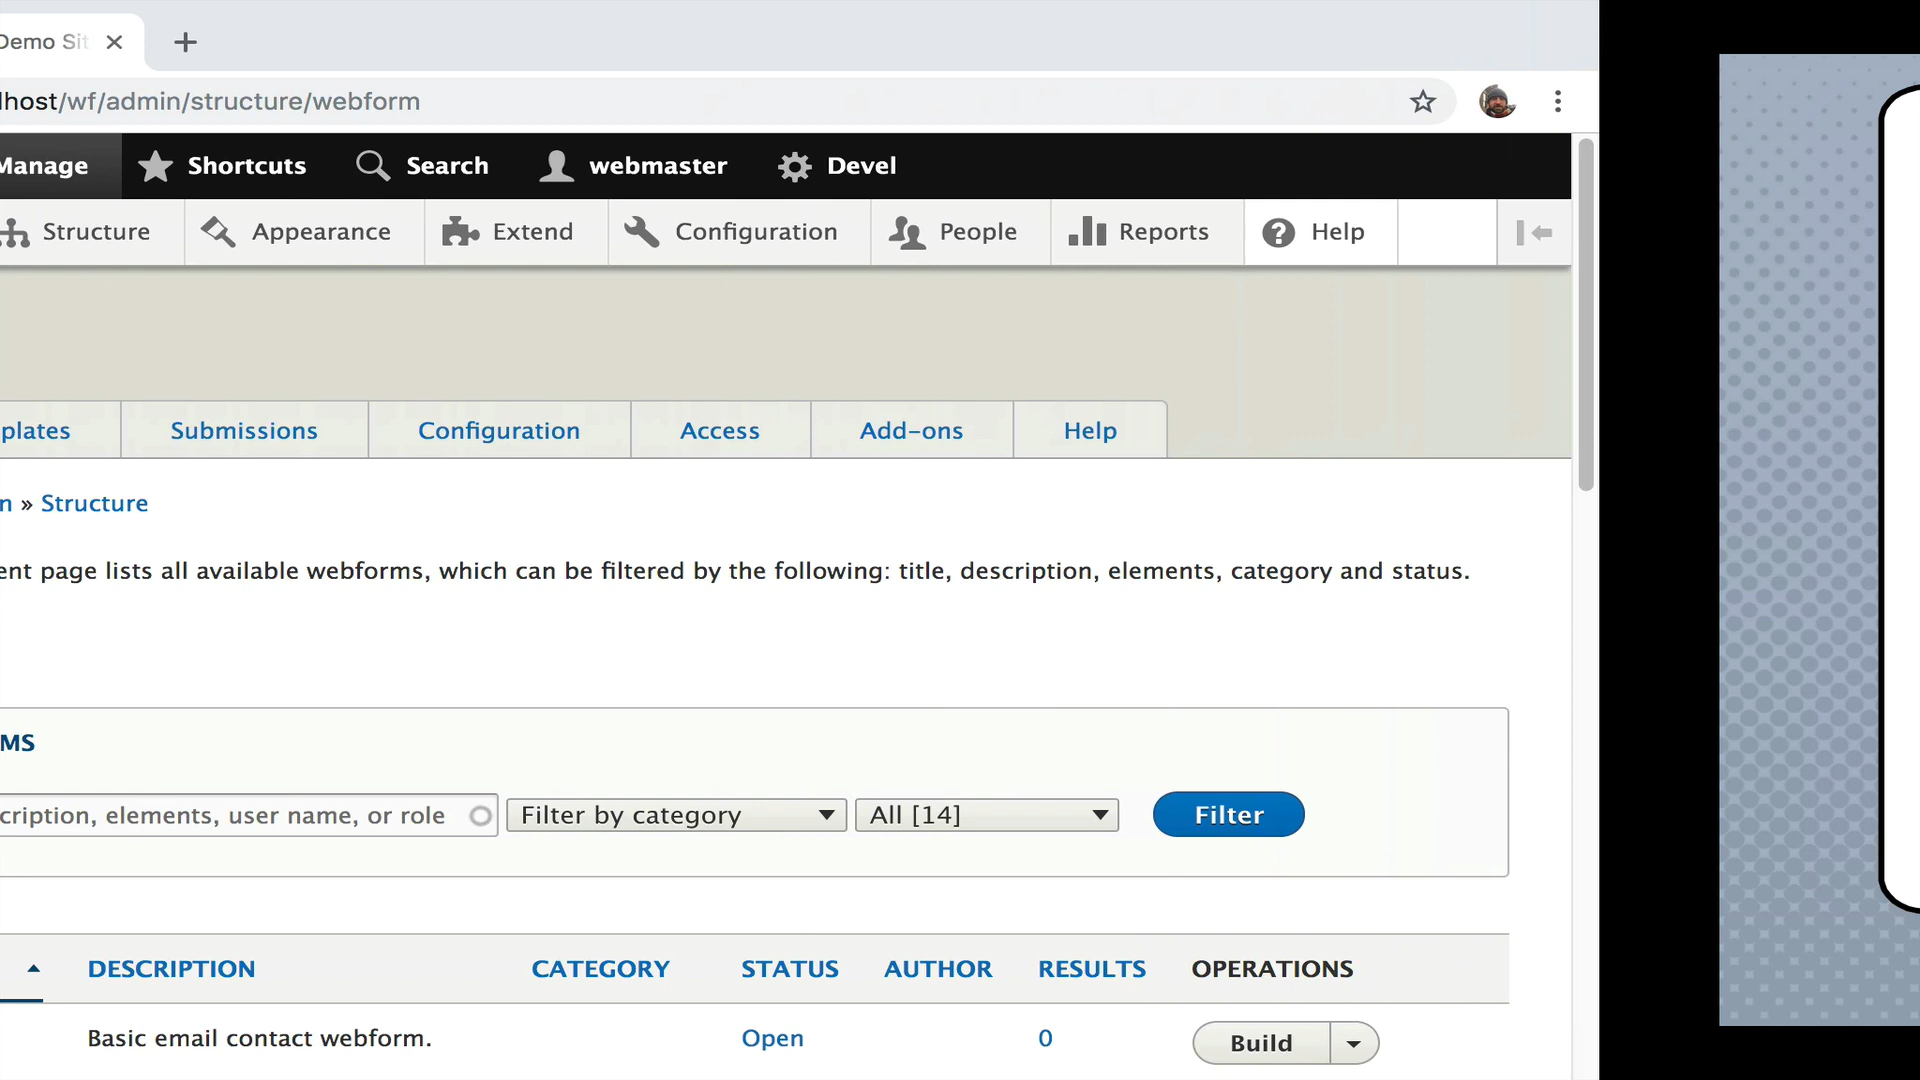 Demo Sit
lhost/wf/admin/structure/webform
Manage Shortcuts Search webmaster Devel
Structure Appearance Extend Configuration People Reports Help
plates Submissions Configuration Access Add-ons Help
n » Structure
ent page lists all available webforms, which can be filtered by the following: title, description, elements, category and status.
MS
cription, elements, user name, or role Filter by category All [14] Filter
DESCRIPTION CATEGORY STATUS AUTHOR RESULTS OPERATIONS
Basic email contact webform. Open 0 Build